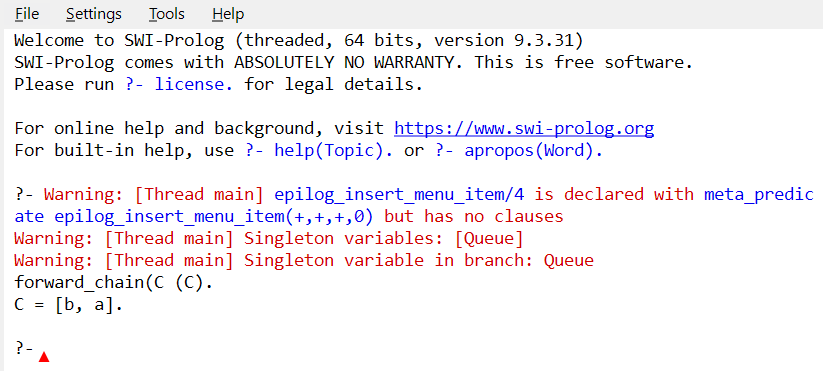 File Settings Tools Help
Welcome to SWI-Prolog (threaded, 64 bits, version 9.3.31)
SWI-Prolog comes with ABSOLUTELY NO WARRANTY. This is free software.
Please run ?- license. for legal details.
For online help and background, visit https://www.swi-prolog.org
For built-in help, use ?- help(Topic). or ?- apropos(Word).
?- Warning: [Thread main] epilog_insert_menu_item/4 is declared with meta_predic
ate epilog_insert_menu_item(+,+,+,0) but has no clauses
Warning: [Thread main] Singleton variables: [Queue]
Warning: [Thread main] Singleton variable in branch: Queue
forward_chain(C (C).
C = [b, a].
?-